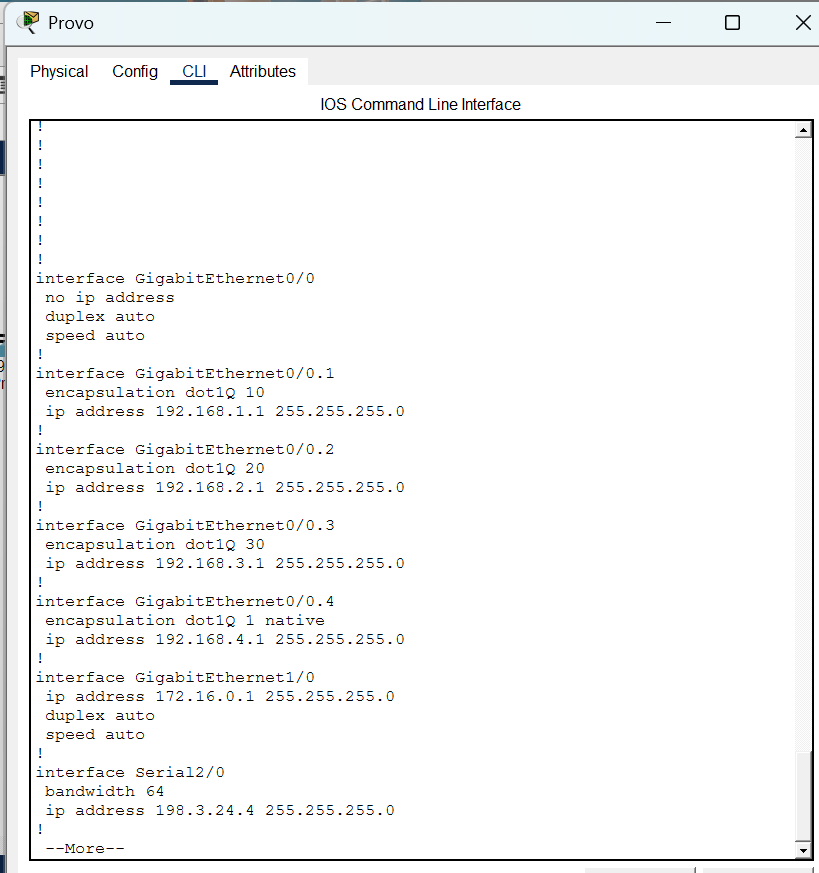 Provo
Physical Config CLI Attributes
IOS Command Line Interface
!
!
!
!
!
!
!
!
interface GigabitEthernet0/0
no ip address
duplex auto
speed auto
!
interface GigabitEthernet0/0.1
encapsulation dot1Q 10
ip address 192.168.1.1 255.255.255.0
!
interface GigabitEthernet0/0.2
encapsulation dot1Q 20
ip address 192.168.2.1 255.255.255.0
!
interface GigabitEthernet0/0.3
encapsulation dot1Q 30
ip address 192.168.3.1 255.255.255.0
!
interface GigabitEthernet0/0.4
encapsulation dot1Q 1 native
ip address 192.168.4.1 255.255.255.0
!
interface GigabitEthernet1/0
ip address 172.16.0.1 255.255.255.0
duplex auto
speed auto
!
interface Serial2/0
bandwidth 64
ip address 198.3.24.4 255.255.255.0
!
--More--